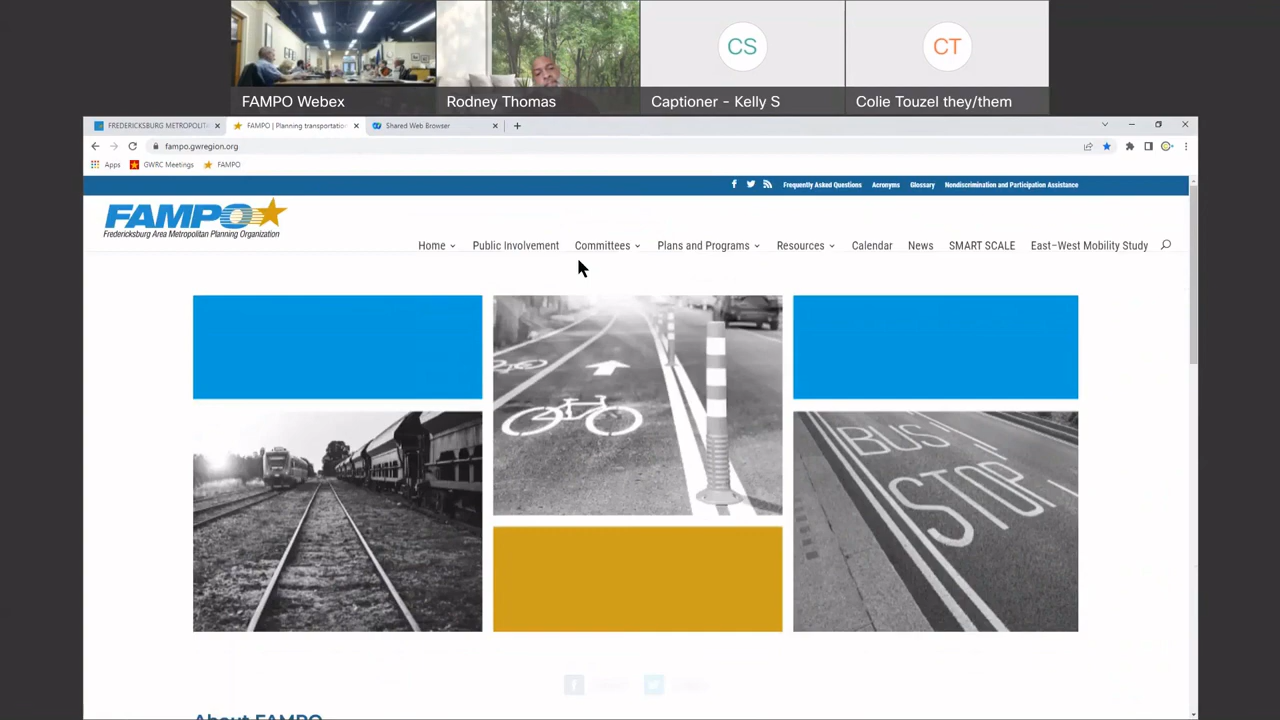 CS
CT
FAMPO Webex
Rodney Thomas
Captioner - Kelly S
Colie Touzel they/them
FREDERICKSBURG METROPOLIT
FAMPO | Planning transportation
Shared Web Browser
fampo.gwregion.org
Apps
GWRC Meetings
FAMPO
Frequently Asked Questions
Acronyms
Glossary
Nondiscrimination and Participation Assistance
FAMPO
Fredericksburg Area Metropolitan Planning Organization
Home
Public Involvement
Committees
Plans and Programs
Resources
Calendar
News
SMART SCALE
East-West Mobility Study
BUS
STOP
About FAMPO